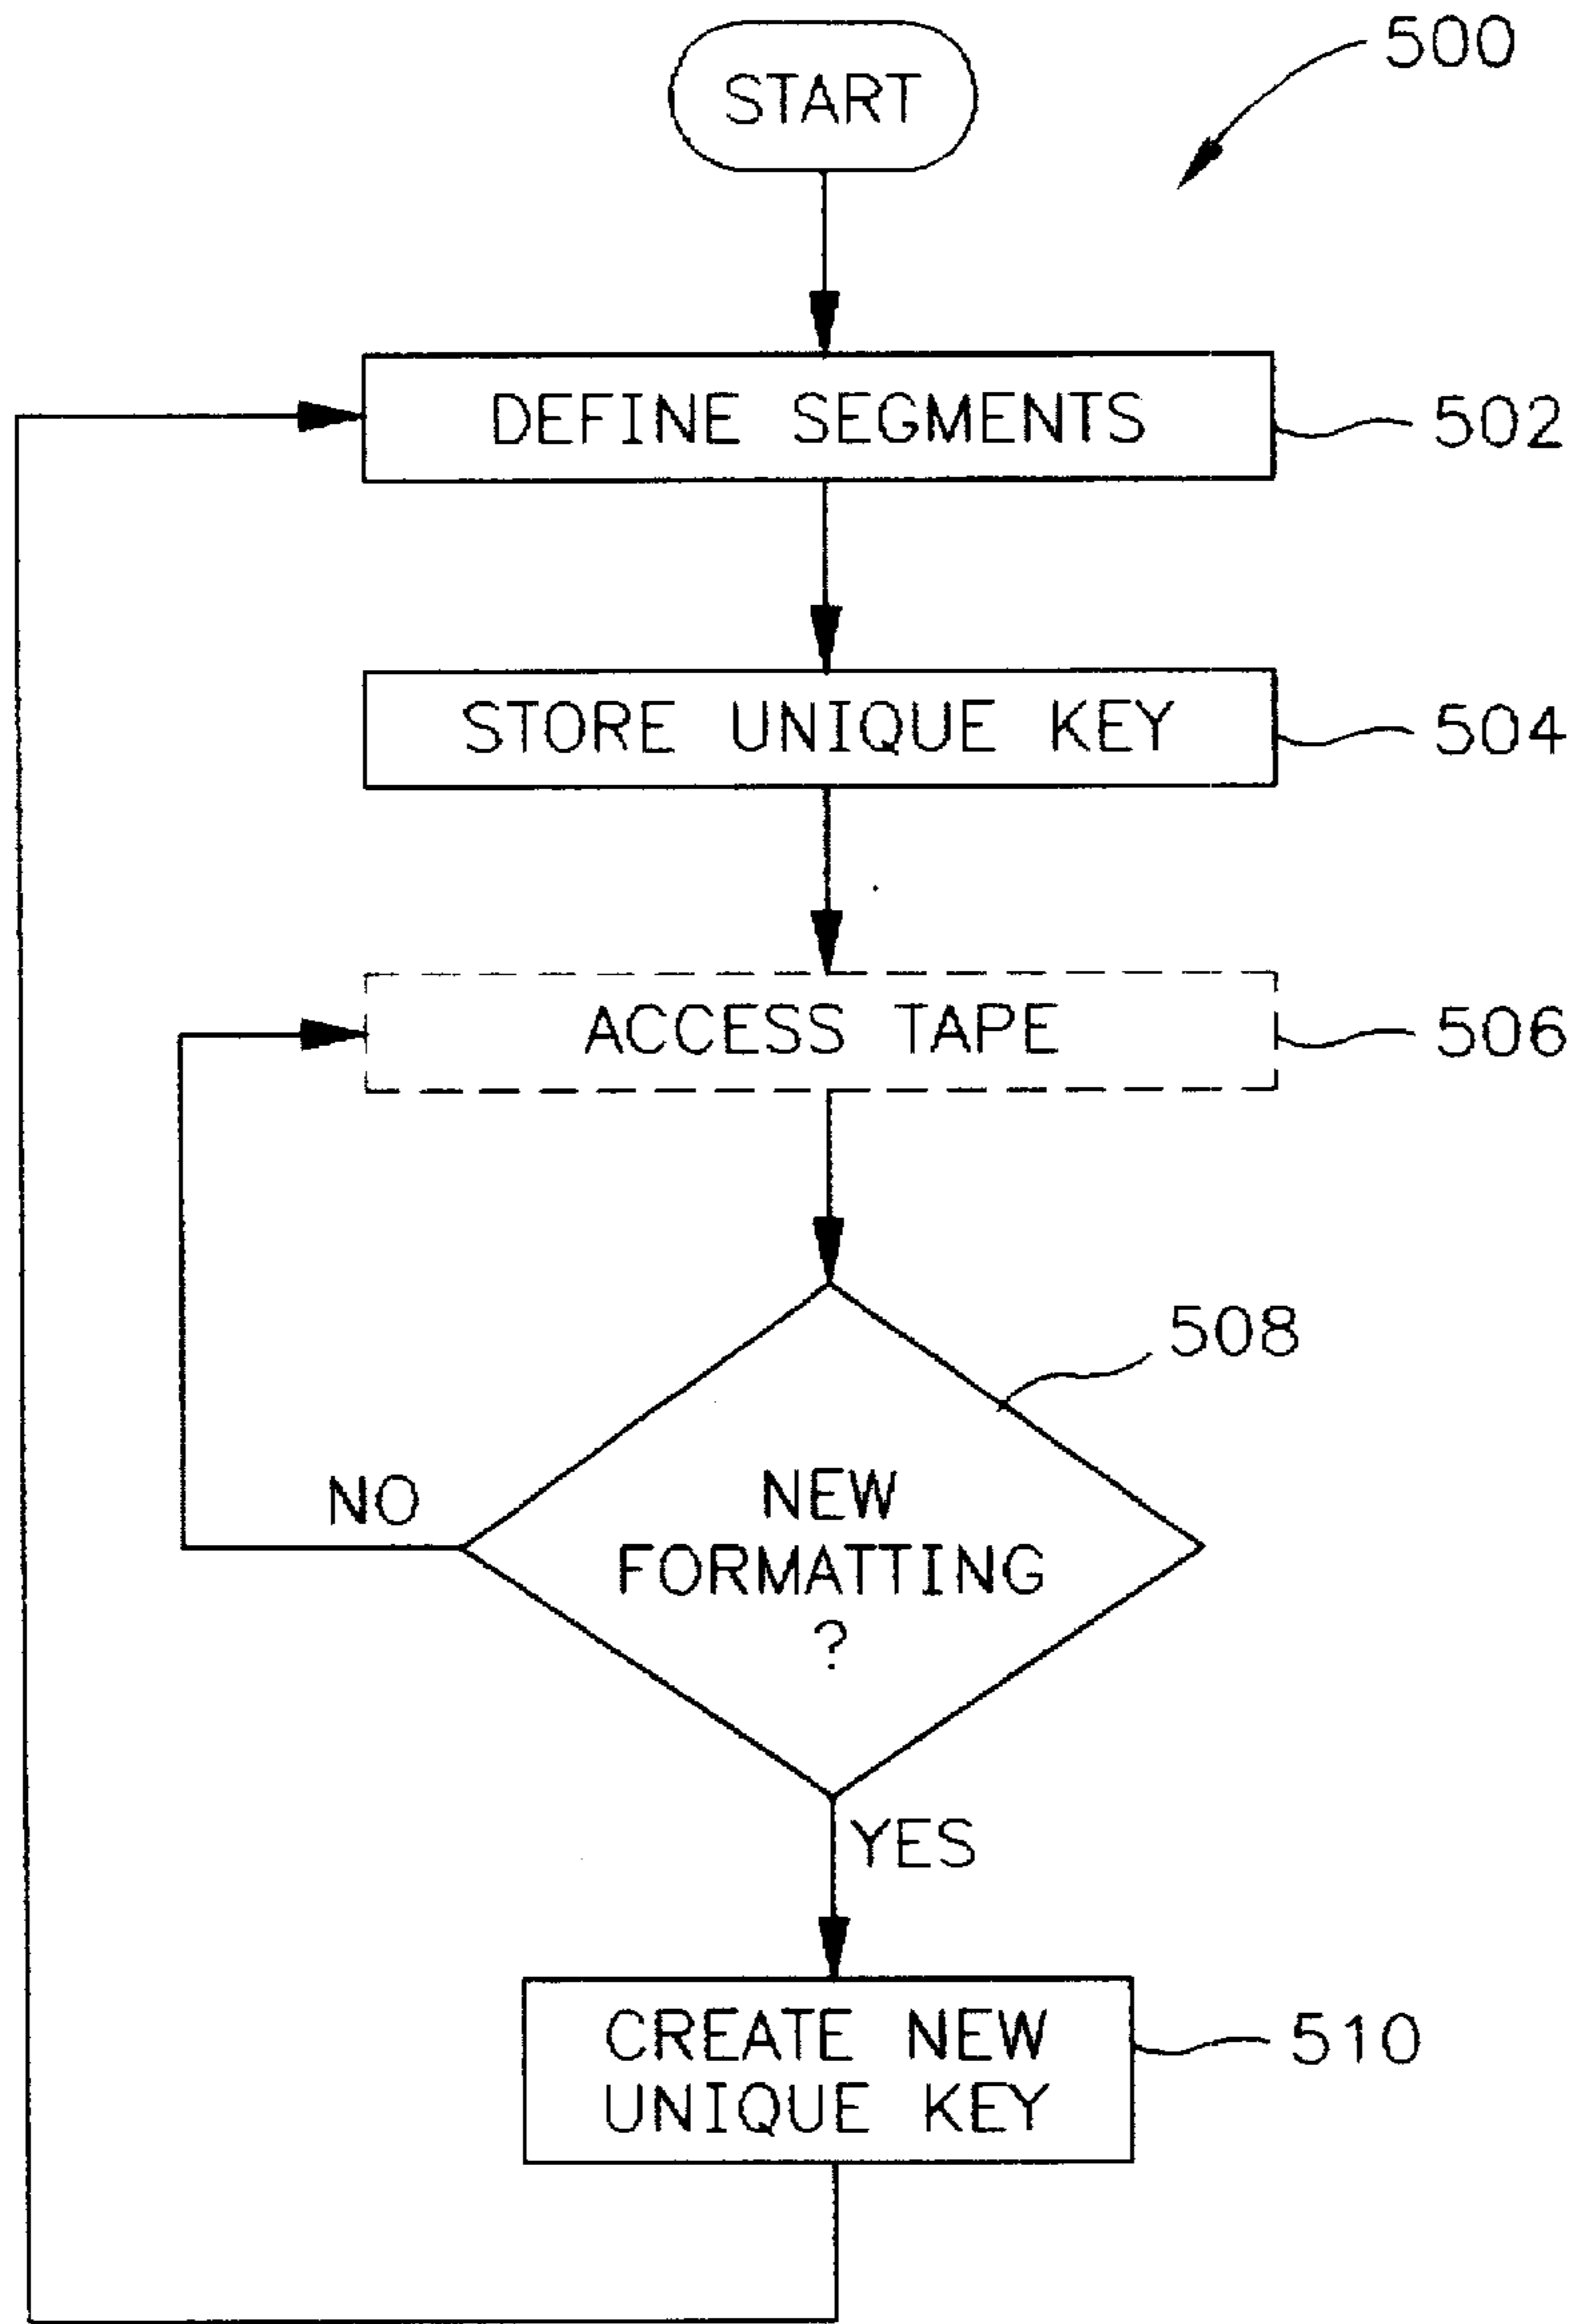 START
500
DEFINE SEGMENTS
502
STORE UNIQUE KEY
504
ACCESS TAPE
506
508
NO
NEW
FORMATTING
?
YES
CREATE NEW
UNIQUE KEY
510